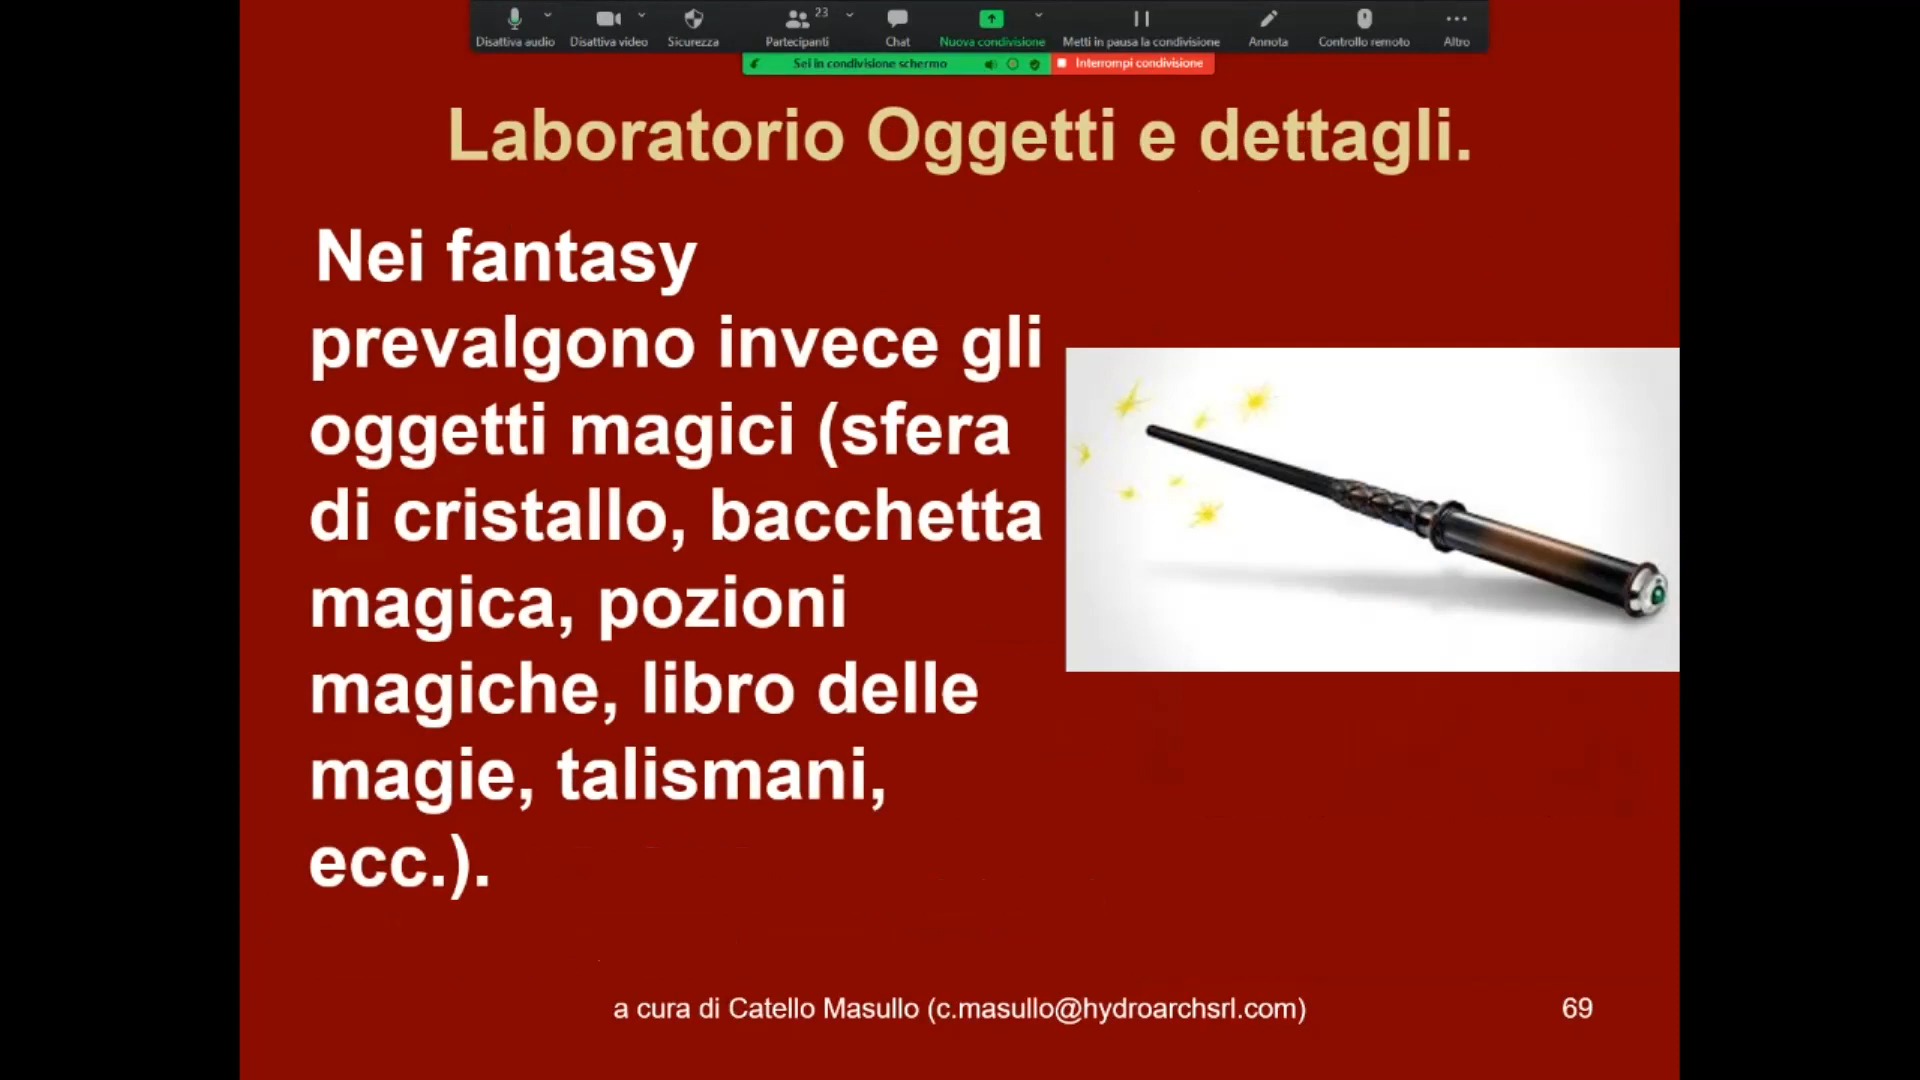 Disattiva audio Disattiva video Sicurezza Partecipanti 23 Chat Nuova condivisione Metti in pausa la condivisione Annota Controllo remoto Altro
Sei in condivisione schermo Interrompi condivisione
Laboratorio Oggetti e dettagli.
Nei fantasy
prevalgono invece gli
oggetti magici (sfera
di cristallo, bacchetta
magica, pozioni
magiche, libro delle
magie, talismani,
ecc.).
a cura di Catello Masullo (c.masullo@hydroarchsrl.com) 69